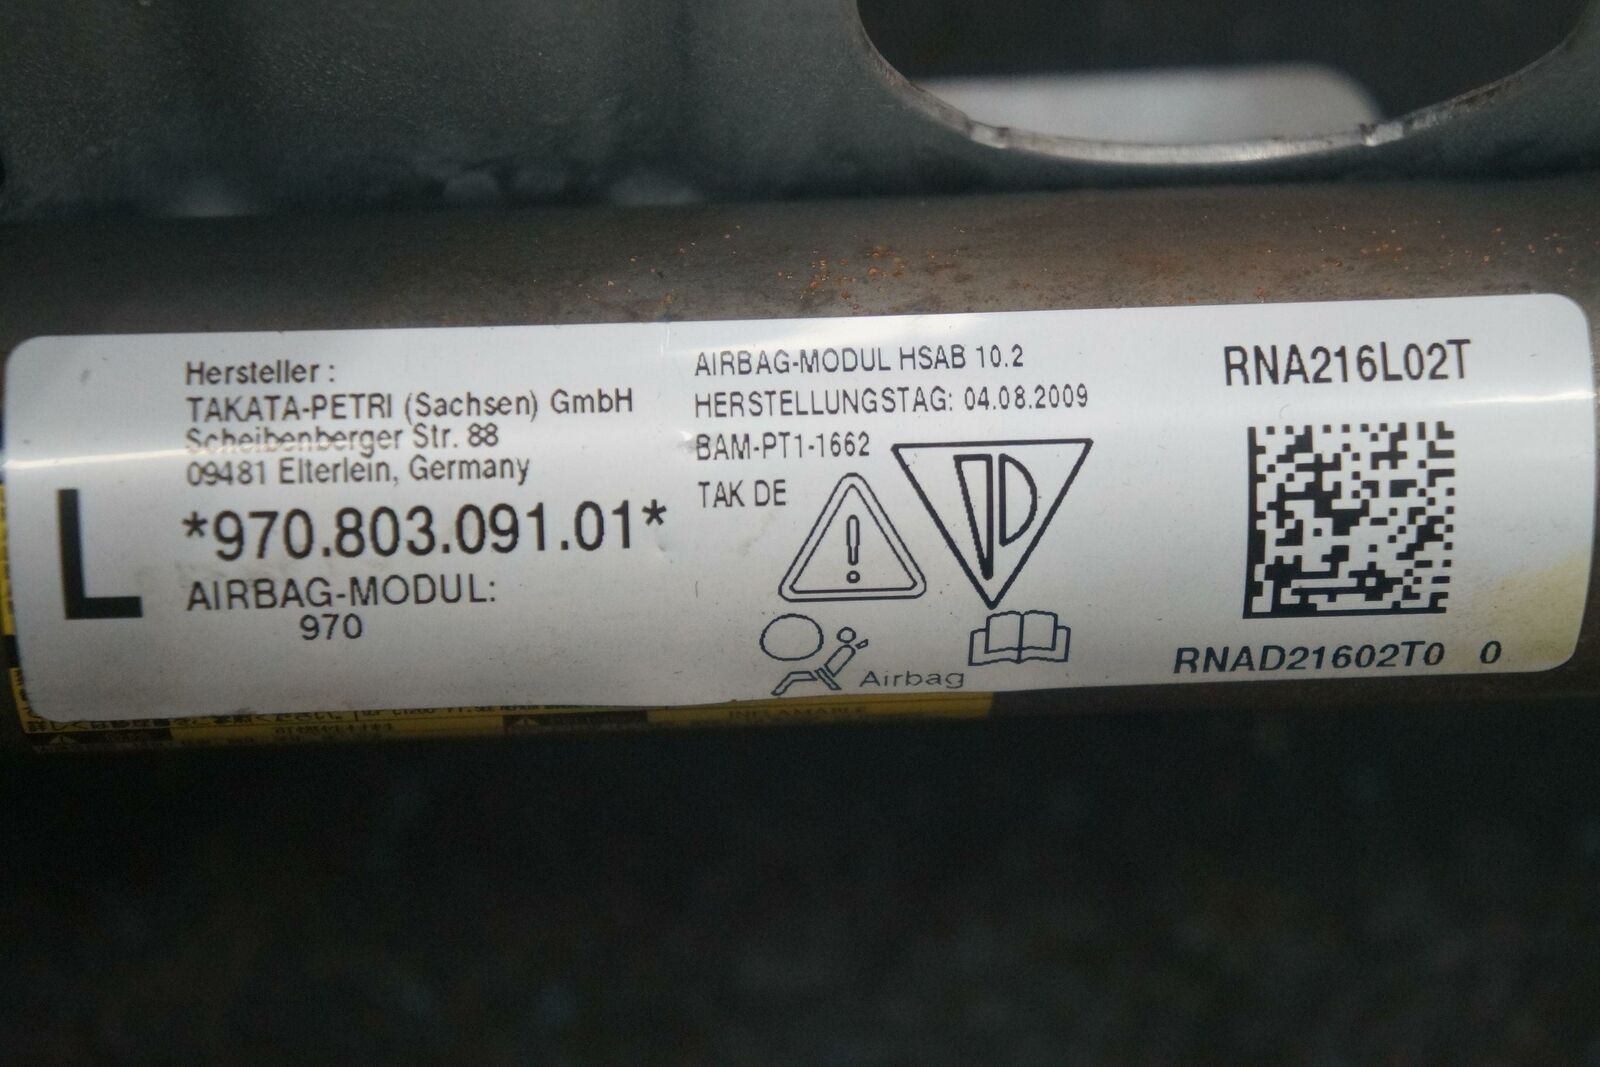 L
Hersteller :
TAKATA-PETRI (Sachsen) GmbH
Scheibenberger Str. 88
09481 Elterlein, Germany
*970.803.091.01*
AIRBAG-MODUL:
970
AIRBAG-MODUL HSAB 10.2
HERSTELLUNGSTAG: 04.08.2009
BAM-PT1-1662
TAK DE
Airbag
RNA216L02T
RNAD21602T0 0